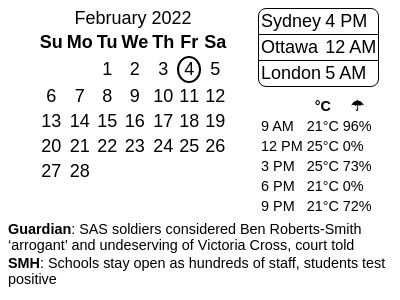 February 2022
Su Mo Tu We Th Fr Sa
1 2 3 4 5
6 7 8 9 10 11 12
13 14 15 16 17 18 19
20 21 22 23 24 25 26
27 28
Sydney 4 PM
Ottawa 12 AM
London 5 AM
°C ☂
9 AM 21°C 96%
12 PM 25°C 0%
3 PM 25°C 73%
6 PM 21°C 0%
9 PM 21°C 72%
Guardian: SAS soldiers considered Ben Roberts-Smith
‘arrogant’ and undeserving of Victoria Cross, court told
SMH: Schools stay open as hundreds of staff, students test
positive